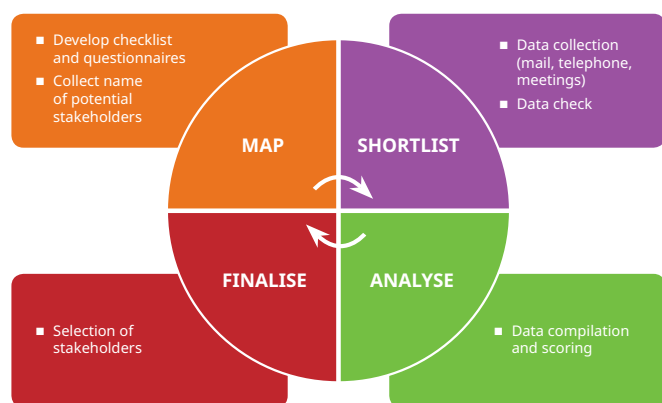 ■ Develop checklist
and questionnaires
■ Collect name
of potential
stakeholders
■ Data collection
(mail, telephone,
meetings)
■ Data check
MAP
SHORTLIST
FINALISE
ANALYSE
■ Selection of
stakeholders
■ Data compilation
and scoring